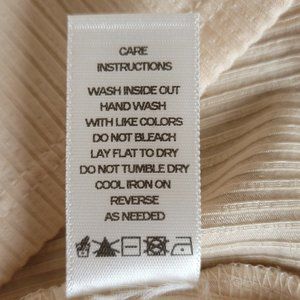 CARE
INSTRUCTIONS
WASH INSIDE OUT
HAND WASH
WITH LIKE COLORS
DO NOT BLEACH
LAY FLAT TO DRY
DO NOT TUMBLE DRY
COOL IRON ON
REVERSE
AS NEEDED